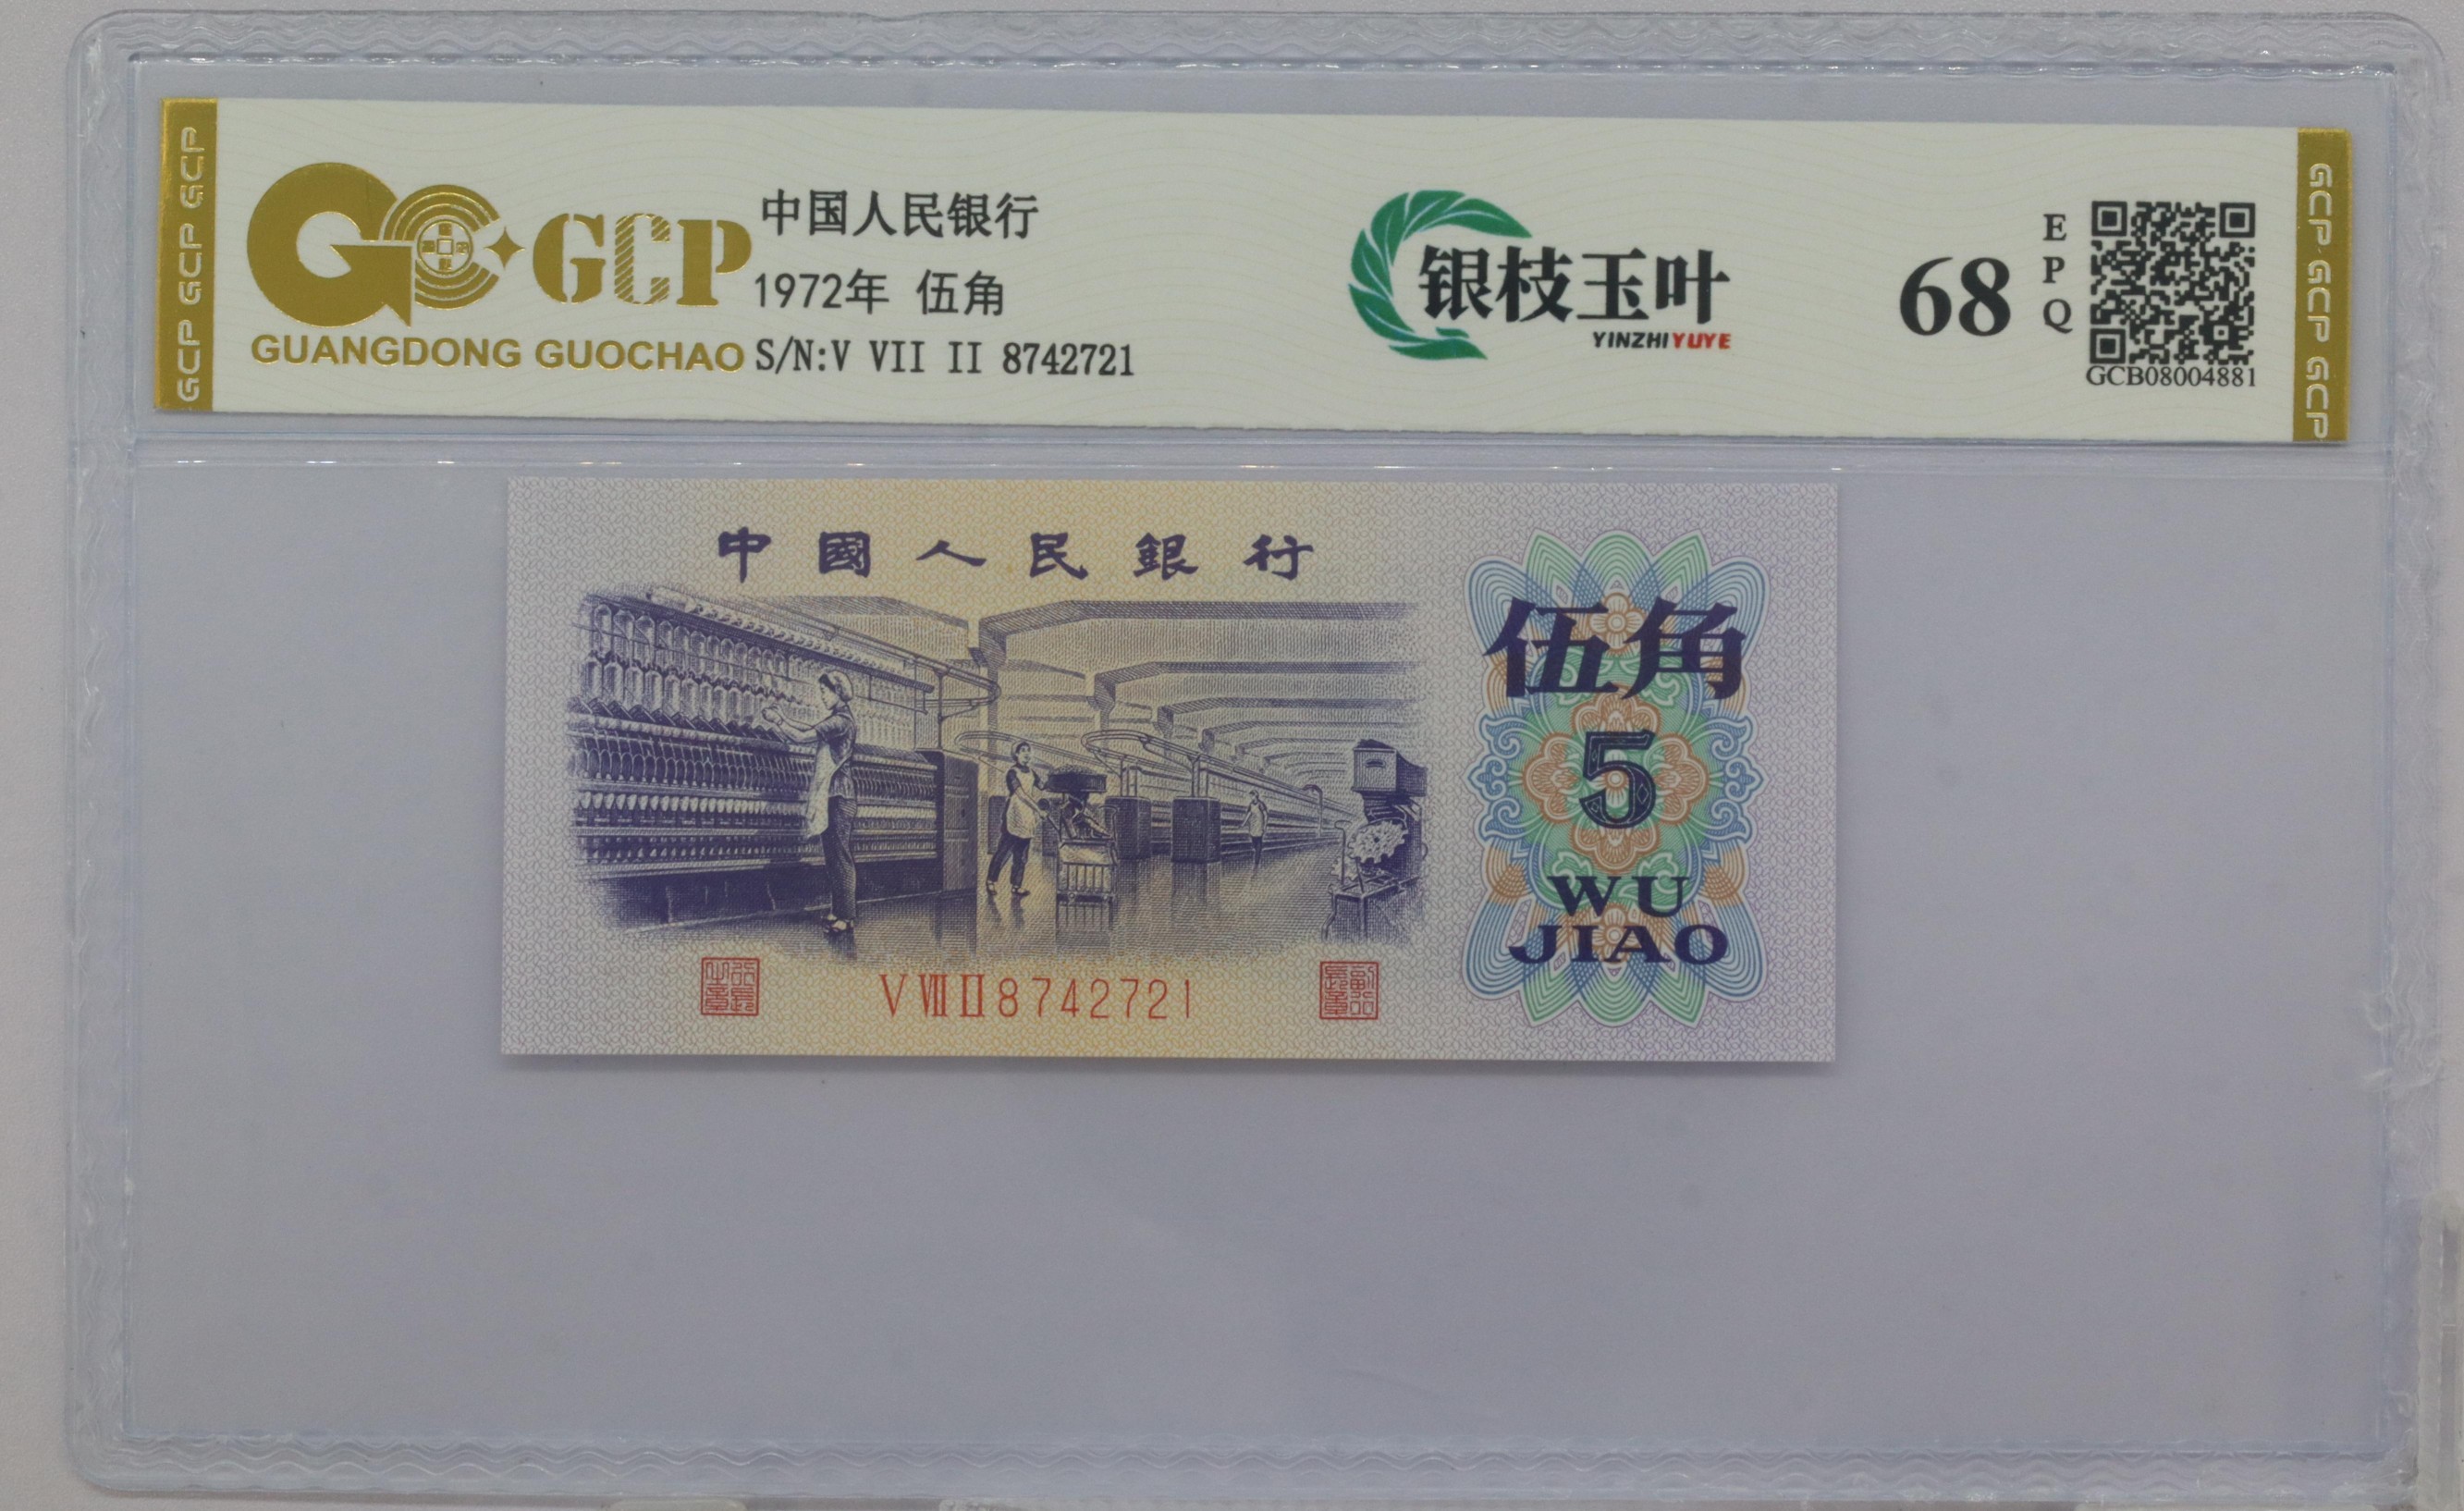 GCP GCP GCP
GCP
GUANGDONG GUOCHAO
中国人民银行
1972年 伍角
S/N:V VII II 8742721
银枝玉叶
YINZHIYUYE
68
EPQ
GCB08004881
GCP GCP GCP
中國人民銀行
伍角
5
WU
JIAO
V VII II 8742721